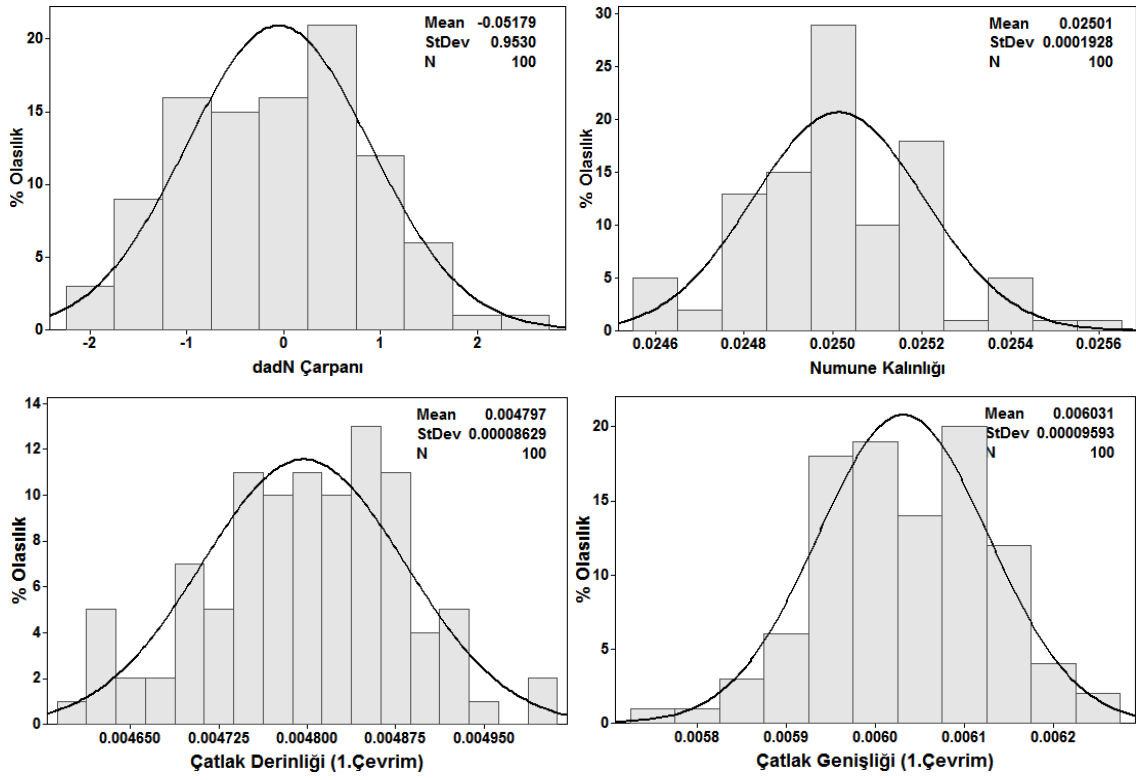 Mean -0.05179
StDev 0.9530
N 100
% Olasılık
20
15
10
5
0
-2 -1 0 1 2
dadN Çarpanı
Mean 0.02501
StDev 0.0001928
N 100
% Olasılık
30
25
20
15
10
5
0
0.0246 0.0248 0.0250 0.0252 0.0254 0.0256
Numune Kalınlığı
Mean 0.004797
StDev 0.00008629
N 100
% Olasılık
14
12
10
8
6
4
2
0
0.004650 0.004725 0.004800 0.004875 0.004950
Çatlak Derinliği (1.Çevrim)
Mean 0.006031
StDev 0.00009593
N 100
% Olasılık
20
15
10
5
0
0.0058 0.0059 0.0060 0.0061 0.0062
Çatlak Genişliği (1.Çevrim)